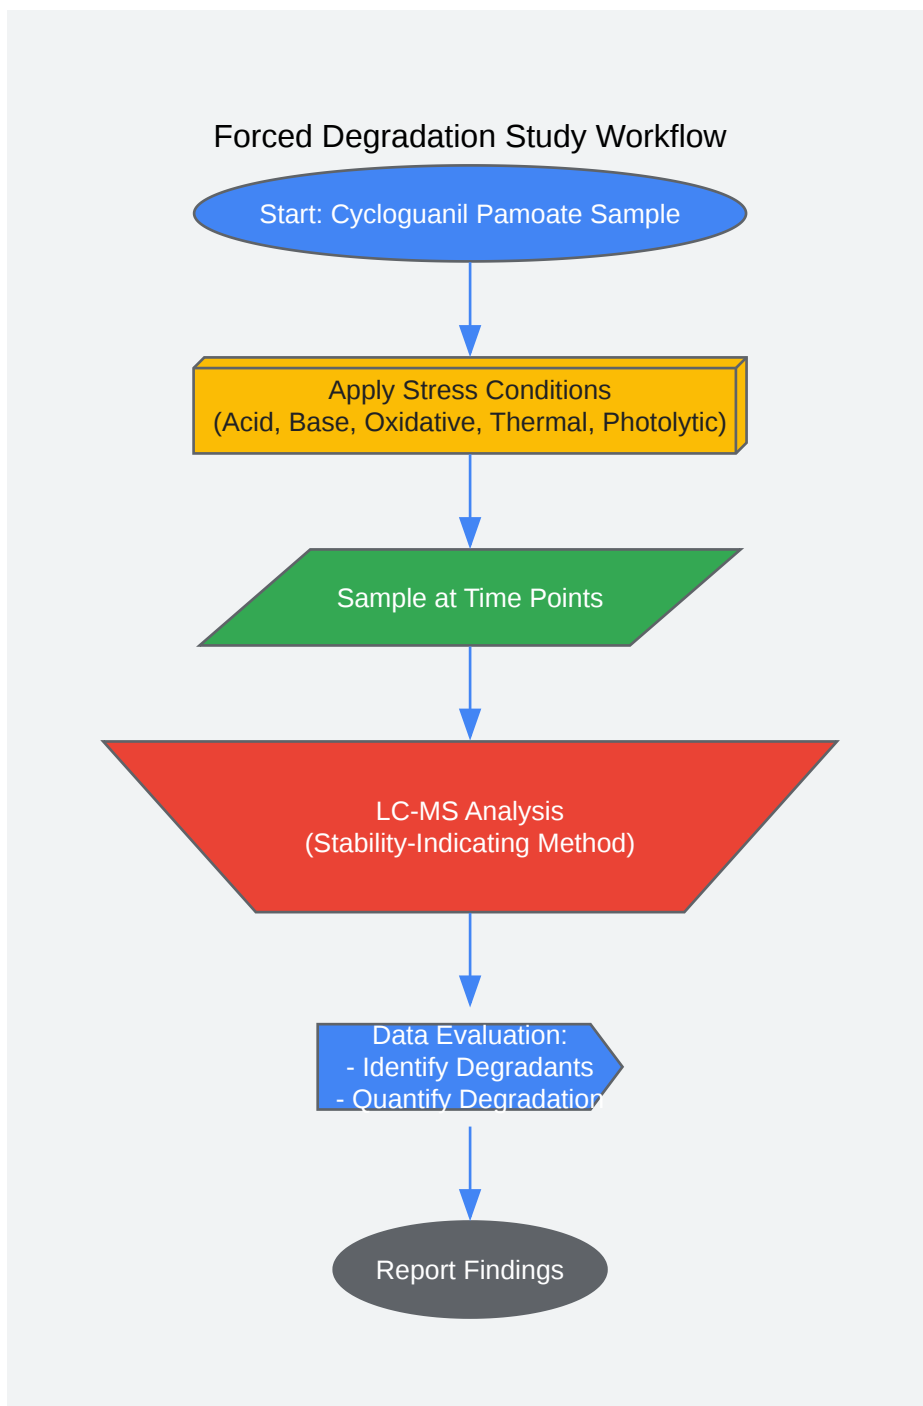 Forced Degradation Study Workflow
Start: Cycloguanil Pamoate Sample
Apply Stress Conditions
(Acid, Base, Oxidative, Thermal, Photolytic)
Sample at Time Points
LC-MS Analysis
(Stability-Indicating Method)
Data Evaluation:
- Identify Degradants
- Quantify Degradation
Report Findings